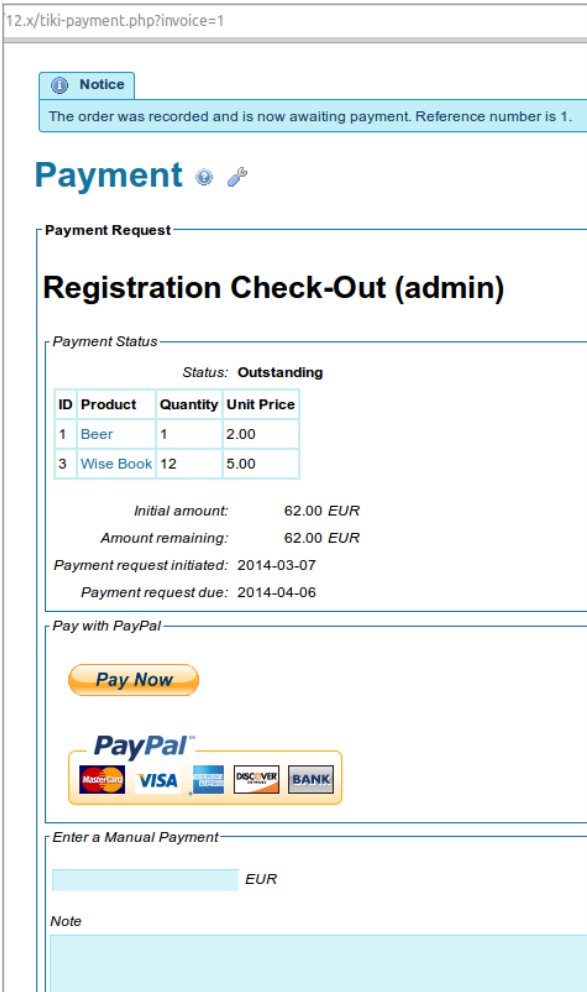 12.x/tiki-payment.php?invoice=1
Notice
The order was recorded and is now awaiting payment. Reference number is 1.
Payment
Payment Request
Registration Check-Out (admin)
Payment Status
Status: Outstanding
ID Product Quantity Unit Price
1 Beer 1 2.00
3 Wise Book 12 5.00
Initial amount: 62.00 EUR
Amount remaining: 62.00 EUR
Payment request initiated: 2014-03-07
Payment request due: 2014-04-06
Pay with PayPal
Pay Now
PayPal
MasterCard VISA DISCOVER BANK
Enter a Manual Payment
EUR
Note